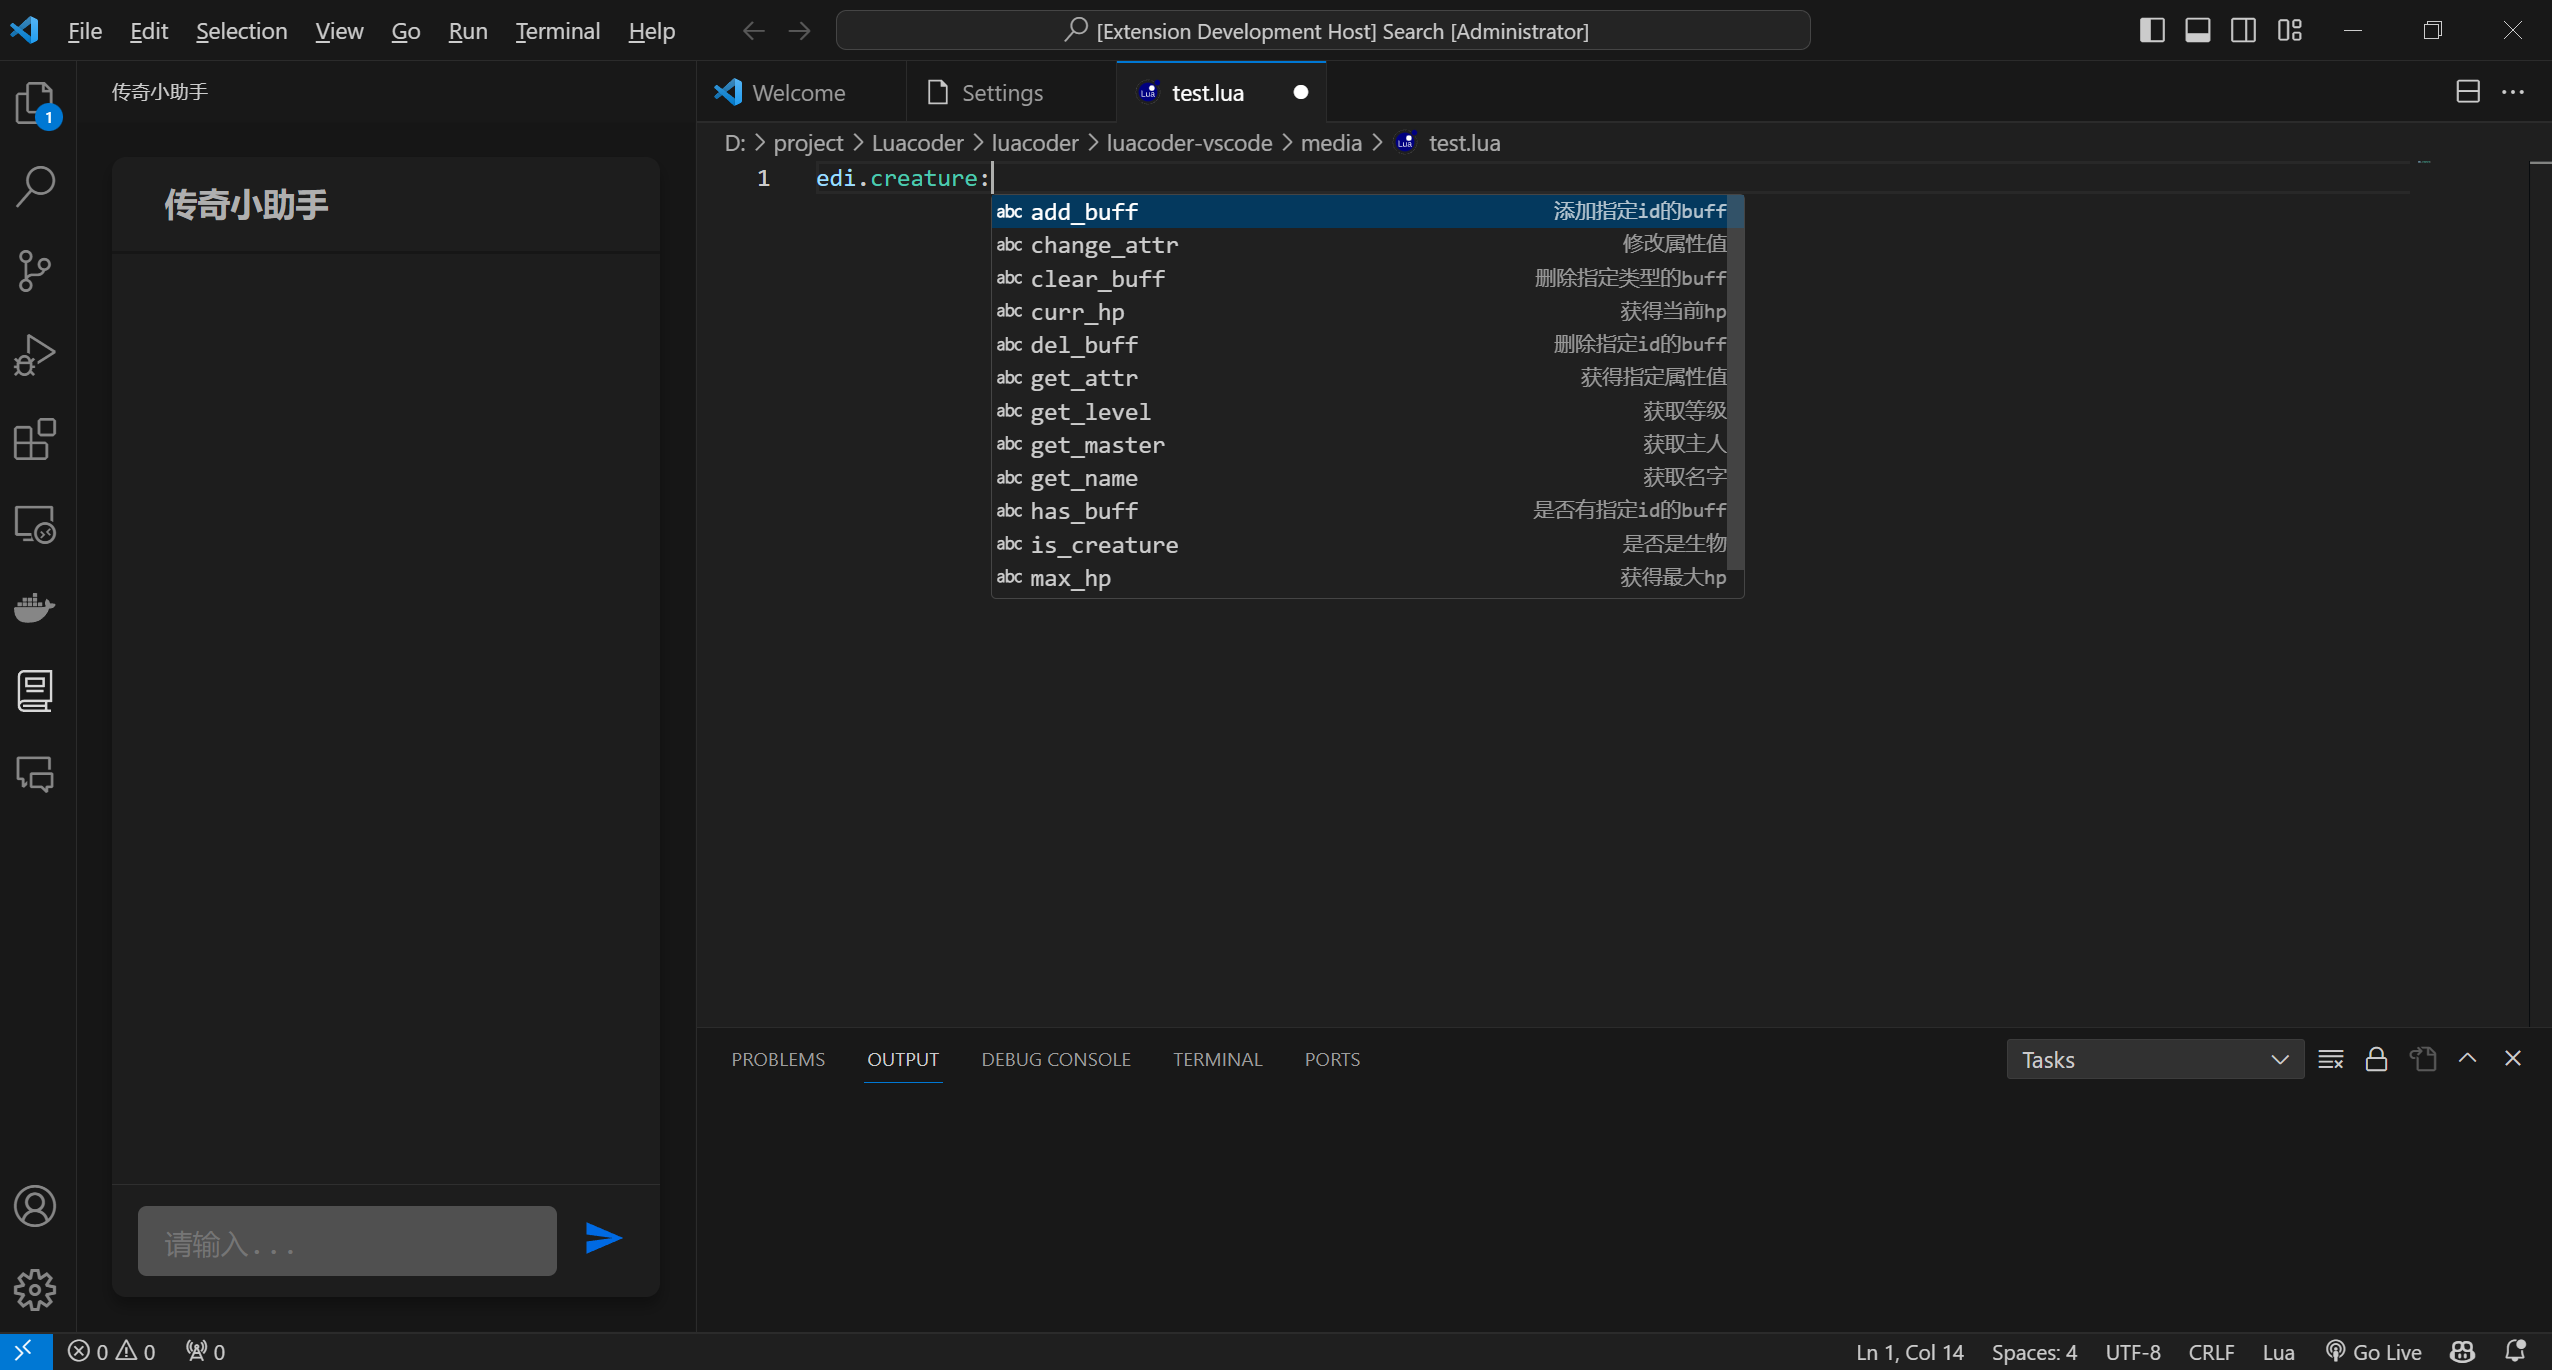 File Edit Selection View Go Run Terminal Help
[Extension Development Host] Search [Administrator]
1
传奇小助手
传奇小助手
请输入...
Welcome
Settings
Lua test.lua
D: > project > Luacoder > luacoder > luacoder-vscode > media > Lua test.lua
1 edi.creature:
abc add_buff 添加指定id的buff
abc change_attr 修改属性值
abc clear_buff 删除指定类型的buff
abc curr_hp 获得当前hp
abc del_buff 删除指定id的buff
abc get_attr 获得指定属性值
abc get_level 获取等级
abc get_master 获取主人
abc get_name 获取名字
abc has_buff 是否有指定id的buff
abc is_creature 是否是生物
abc max_hp 获得最大hp
PROBLEMS OUTPUT DEBUG CONSOLE TERMINAL PORTS
Tasks
0 0 0
Ln 1, Col 14 Spaces: 4 UTF-8 CRLF Lua Go Live